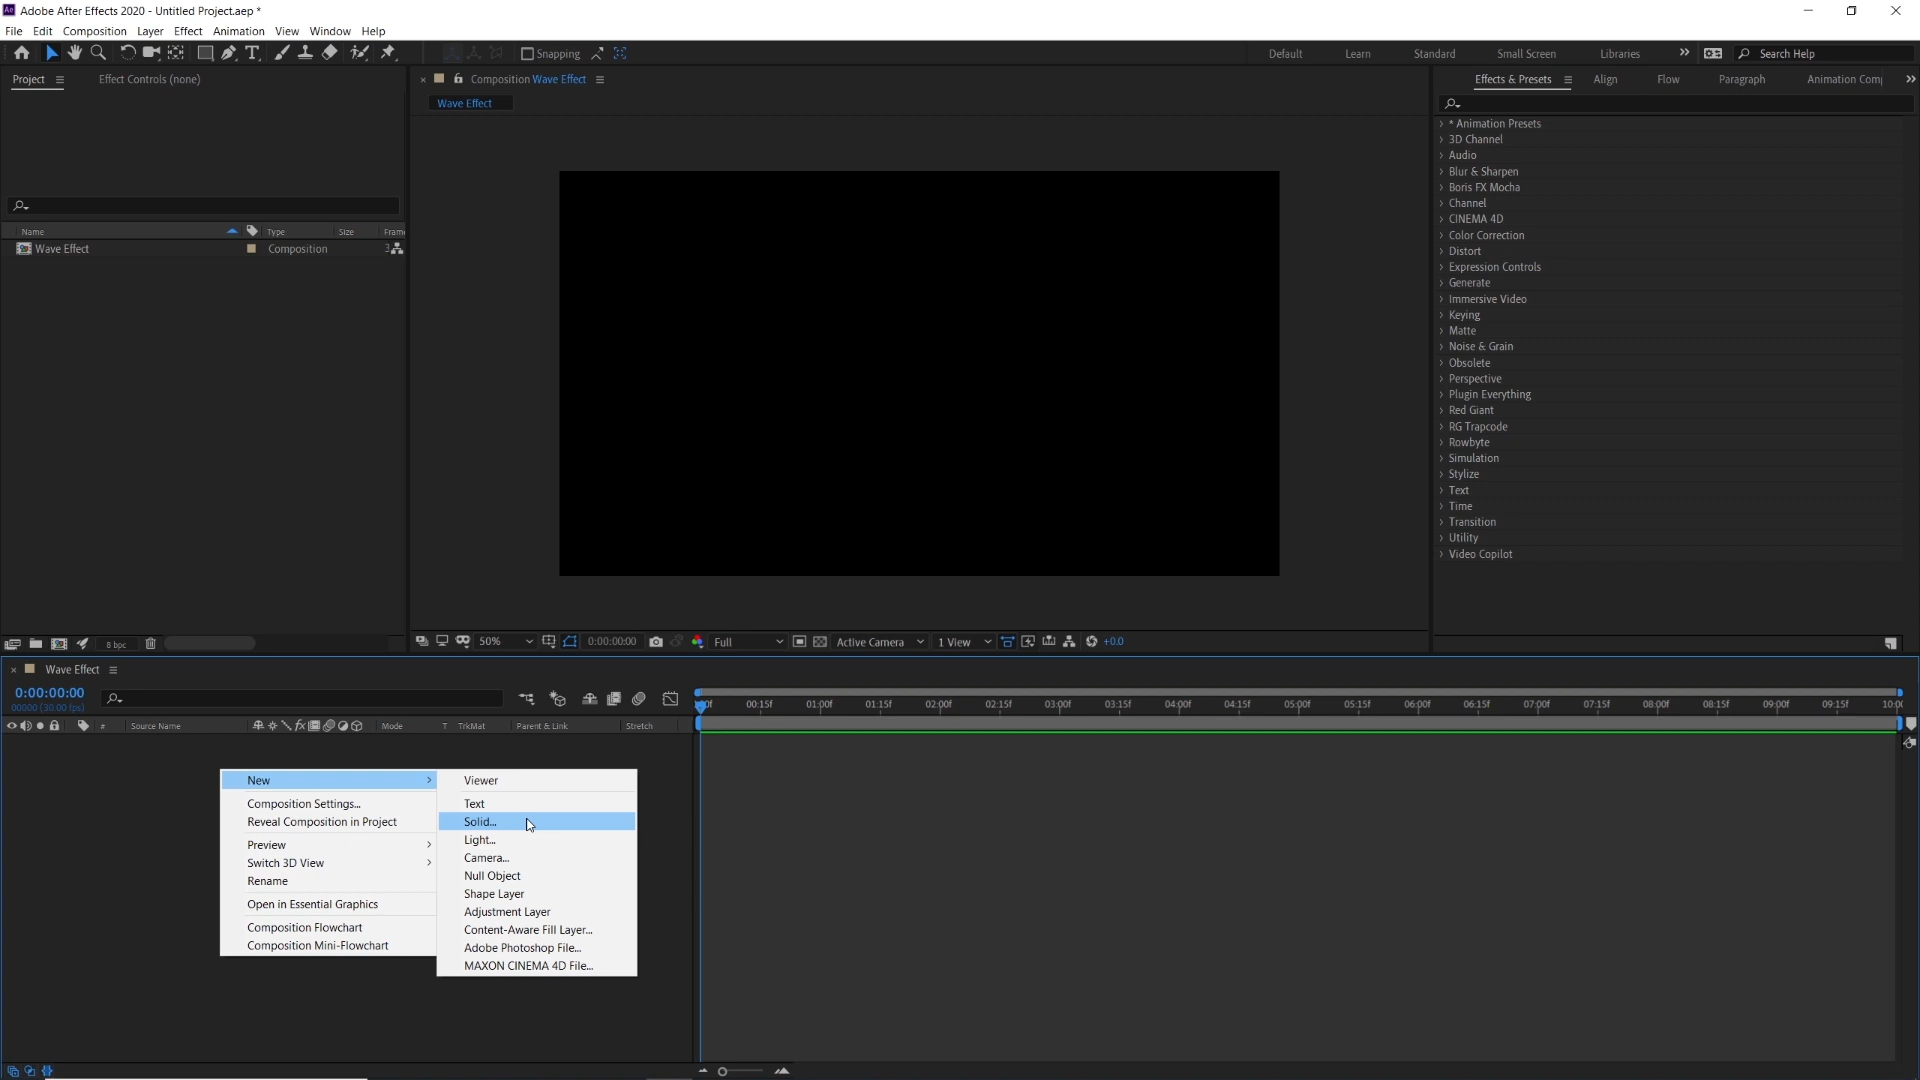 Adobe After Effects 2020 - Untitled Project.aep *
File Edit Composition Layer Effect Animation View Window Help
Snapping
Default Learn Standard Small Screen Libraries Search Help
Project Effect Controls (none)
Composition Wave Effect
Effects & Presets Align Flow Paragraph Animation Comp
Wave Effect
* Animation Presets
3D Channel
Audio
Blur & Sharpen
Boris FX Mocha
Channel
CINEMA 4D
Color Correction
Distort
Expression Controls
Generate
Immersive Video
Keying
Matte
Noise & Grain
Obsolete
Perspective
Plugin Everything
Red Giant
RG Trapcode
Rowbyte
Simulation
Stylize
Text
Time
Transition
Utility
Video Copilot
Name Type Size Fram
Wave Effect Composition 3
8 bpc
50% 0:00:00:00 Full Active Camera 1 View +0.0
Wave Effect
0:00:00:00
00000 (30.00 fps)
00:15f 01:00f 01:15f 02:00f 02:15f 03:00f 03:15f 04:00f 04:15f 05:00f 05:15f 06:00f 06:15f 07:00f 07:15f 08:00f 08:15f 09:00f 09:15f 10:00
# Source Name Mode T TrkMat Parent & Link Stretch
New
Composition Settings...
Reveal Composition in Project
Preview
Switch 3D View
Rename
Open in Essential Graphics
Composition Flowchart
Composition Mini-Flowchart
Viewer
Text
Solid...
Light...
Camera...
Null Object
Shape Layer
Adjustment Layer
Content-Aware Fill Layer...
Adobe Photoshop File...
MAXON CINEMA 4D File...